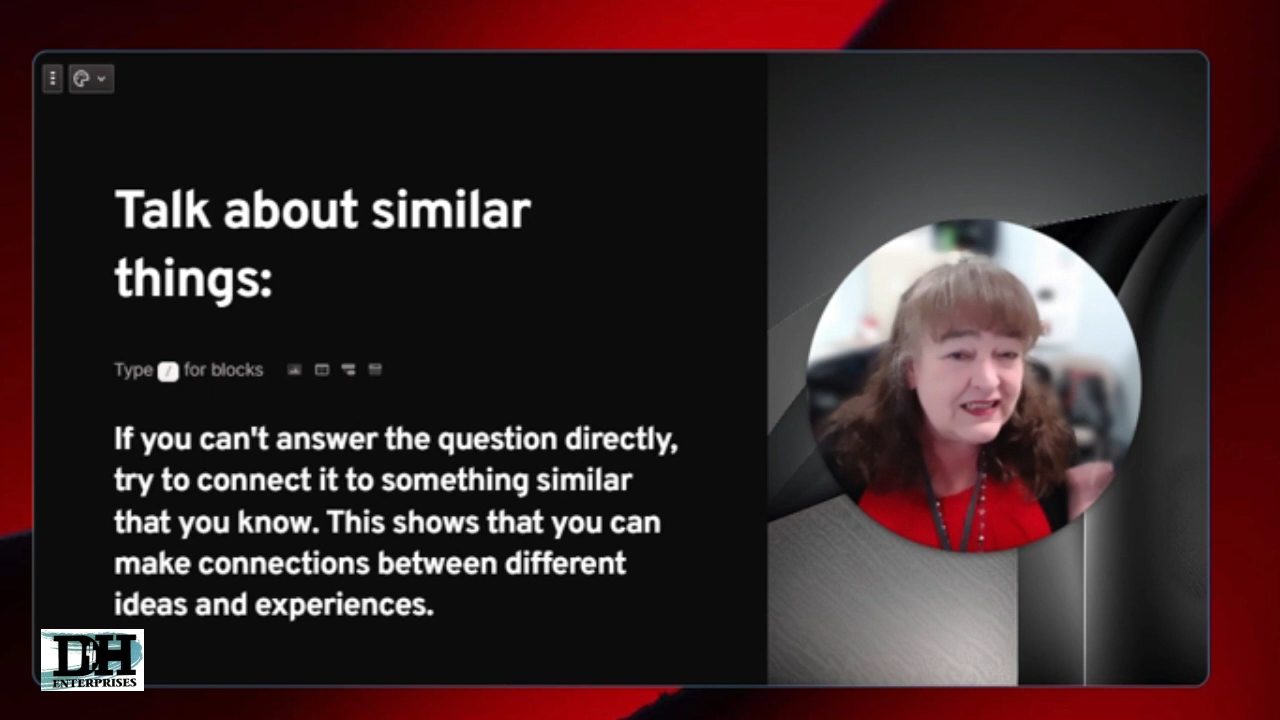 Talk about similar
things:
Type / for blocks
If you can't answer the question directly,
try to connect it to something similar
that you know. This shows that you can
make connections between different
ideas and experiences.
DH
ENTERPRISES